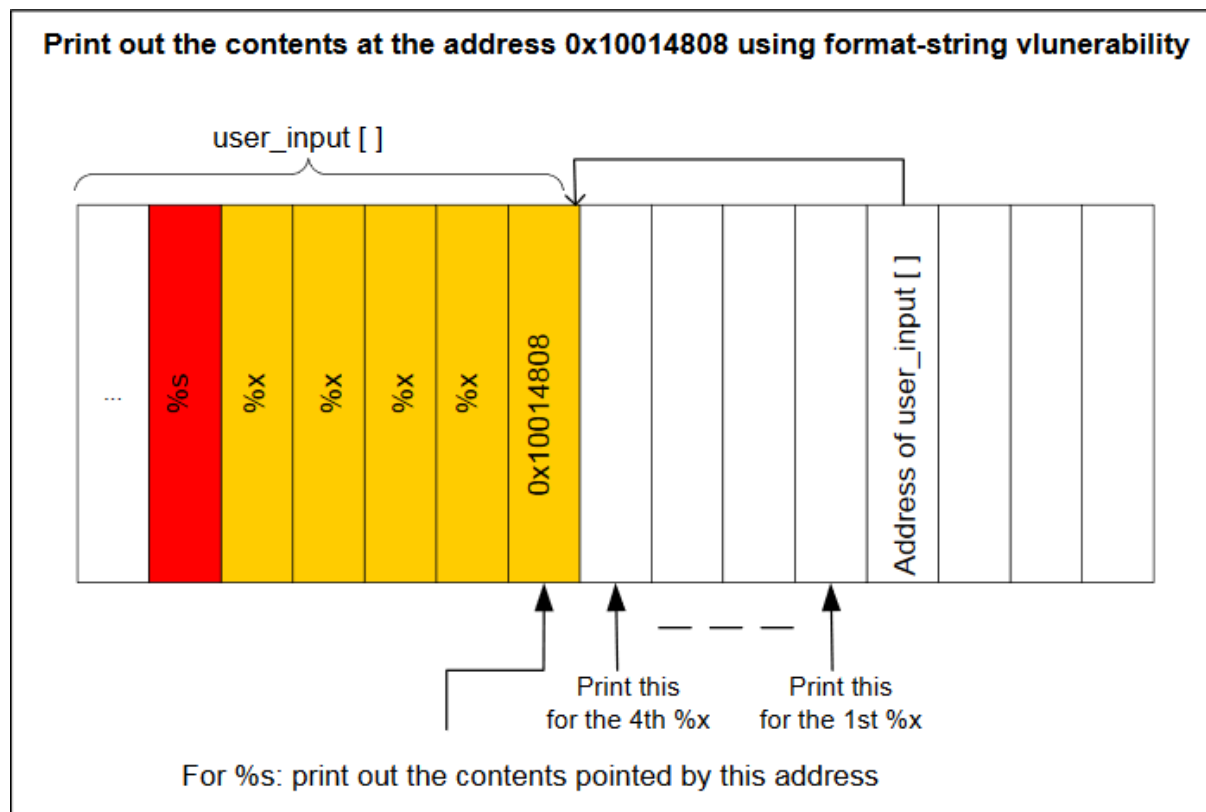 Print out the contents at the address 0x10014808 using format-string vlunerability
user_input [ ]
...
%s
%x
%x
%x
%x
0x10014808
Address of user_input [ ]
Print this
for the 4th %x
Print this
for the 1st %x
For %s: print out the contents pointed by this address